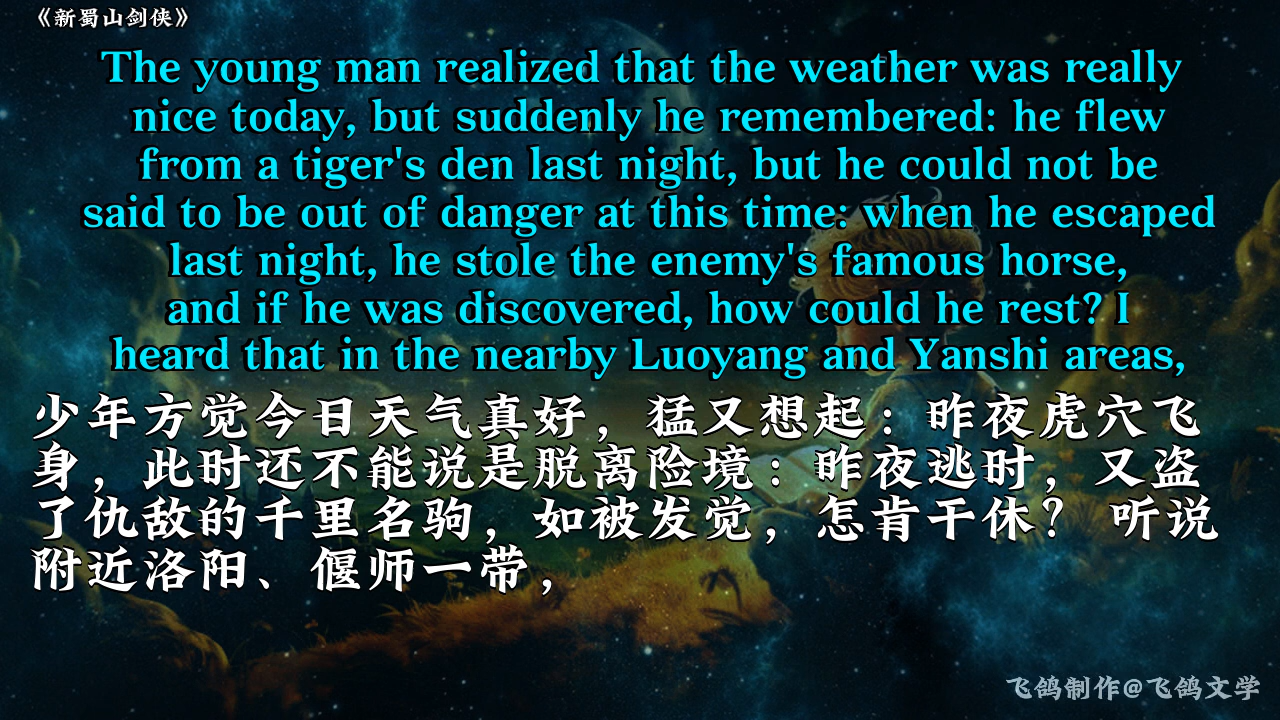 《新蜀山剑侠》
The young man realized that the weather was really
nice today, but suddenly he remembered: he flew
from a tiger's den last night, but he could not be
said to be out of danger at this time: when he escaped
last night, he stole the enemy's famous horse,
and if he was discovered, how could he rest? I
heard that in the nearby Luoyang and Yanshi areas,
少年方觉今日天气真好，猛又想起：昨夜虎穴飞
身，此时还不能说是脱离险境：昨夜逃时，又盗
了仇敌的千里名驹，如被发觉，怎肯干休？ 听说
附近洛阳、偃师一带，
飞鸽制作@飞鸽文学